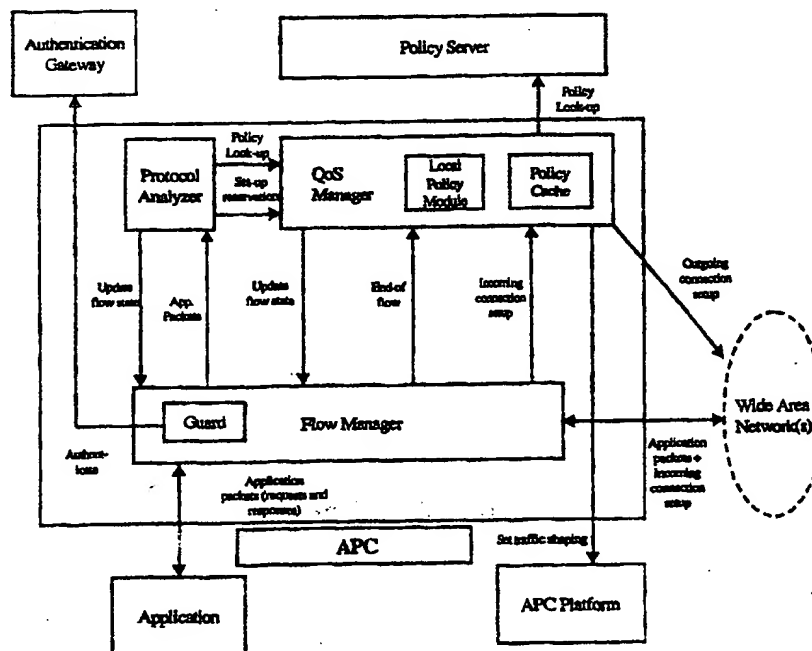 Authentication
Gateway
Policy Server
Policy
Look-up
Policy
Look-up
Protocol
Analyzer
Set-up
reservation
QoS
Manager
Local
Policy
Module
Policy
Cache
Update
flow state
App.
Packets
Update
flow state
End-of
flow
Incoming
connection
setup
Outgoing
connection
setup
Guard
Flow Manager
Wide Area
Network(s)
Application
packets +
Incoming
connection
setup
Application
packets (requests and
responses)
APC
Set traffic shaping
Application
APC Platform